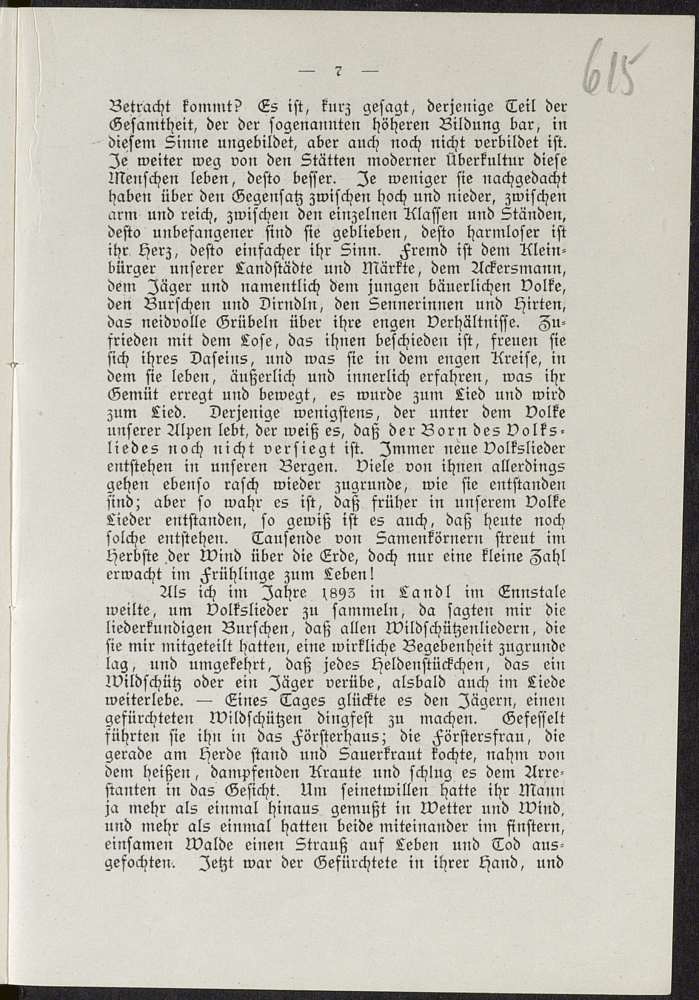 615
— 7 —
Betracht kommt? Es ist, kurz gesagt, derjenige Teil der
Gesamtheit, der der sogenannten höheren Bildung bar, in
diesem Sinne ungebildet, aber auch noch nicht verbildet ist.
Je weiter weg von den Stätten moderner Überkultur diese
Menschen leben, desto besser. Je weniger sie nachgedacht
haben über den Gegensatz zwischen hoch und nieder, zwischen
arm und reich, zwischen den einzelnen Klassen und Ständen,
desto unbefangener sind sie geblieben, desto harmloser ist
ihr Herz, desto einfacher ihr Sinn. Fremd ist dem Klein-
bürger unserer Landstädte und Märkte, dem Ackersmann,
dem Jäger und namentlich dem jungen bäuerlichen Volke,
den Burschen und Dirndln, den Sennerinnen und Hirten,
das neidvolle Grübeln über ihre engen Verhältnisse. Zu-
frieden mit dem Lose, das ihnen beschieden ist, freuen sie
sich ihres Daseins, und was sie in dem engen Kreise, in
dem sie leben, äußerlich und innerlich erfahren, was ihr
Gemüt erregt und bewegt, es wurde zum Lied und wird
zum Lied. Derjenige wenigstens, der unter dem Volke
unserer Alpen lebt, der weiß es, daß der Born des Volks-
liedes noch nicht versiegt ist. Immer neue Volkslieder
entstehen in unseren Bergen. Viele von ihnen allerdings
gehen ebenso rasch wieder zugrunde, wie sie entstanden
sind; aber so wahr es ist, daß früher in unserem Volke
Lieder entstanden, so gewiß ist es auch, daß heute noch
solche entstehen. Tausende von Samenkörnern streut im
Herbste der Wind über die Erde, doch nur eine kleine Zahl
erwacht im Frühlinge zum Leben!
Als ich im Jahre 1893 in Landl im Ennstale
weilte, um Volkslieder zu sammeln, da sagten mir die
liederkundigen Burschen, daß allen Wildschützenliedern, die
sie mir mitgeteilt hatten, eine wirkliche Begebenheit zugrunde
lag, und umgekehrt, daß jedes Heldenstückchen, das ein
Wildschütz oder ein Jäger verübe, alsbald auch im Liede
weiterlebe. — Eines Tages glückte es den Jägern, einen
gefürchteten Wildschützen dingfest zu machen. Gefesselt
führten sie ihn in das Försterhaus; die Förstersfrau, die
gerade am Herde stand und Sauerkraut kochte, nahm von
dem heißen, dampfenden Kraute und schlug es dem Arre-
stanten in das Gesicht. Um seinetwillen hatte ihr Mann
ja mehr als einmal hinaus gemußt in Wetter und Wind,
und mehr als einmal hatten beide miteinander im finstern,
einsamen Walde einen Strauß auf Leben und Tod aus-
gefochten. Jetzt war der Gefürchtete in ihrer Hand, und